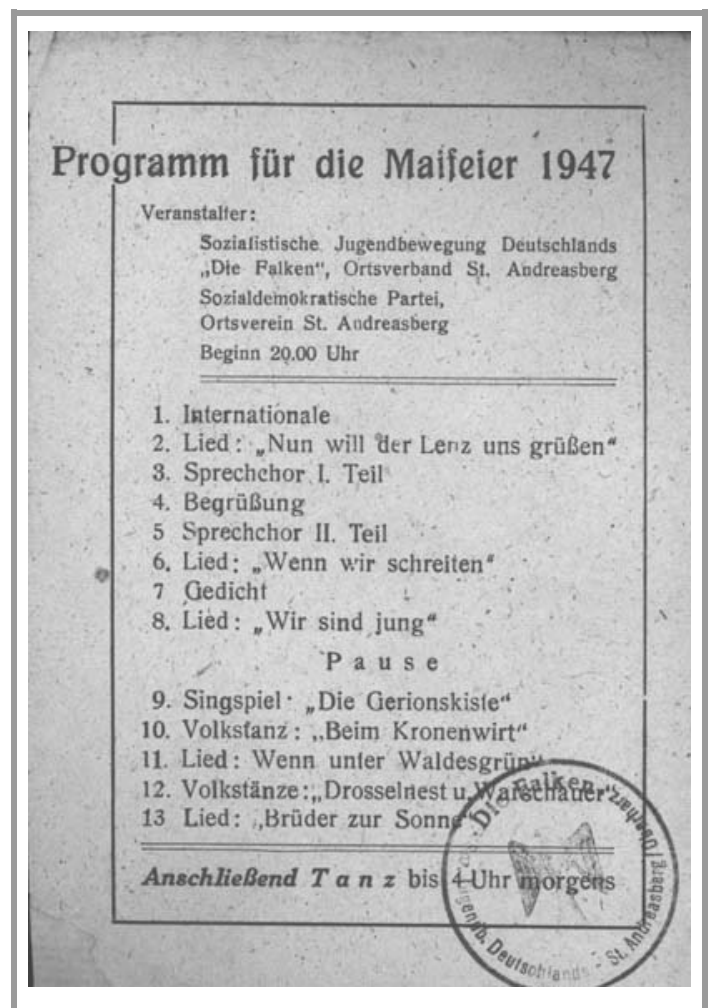 Programm für die Maifeier 1947
Veranstalter:
Sozialistische Jugendbewegung Deutschlands
„Die Falken“, Ortsverband St. Andreasberg
Sozialdemokratische Partei,
Ortsverein St. Andreasberg
Beginn 20.00 Uhr
1. Internationale
2. Lied: „Nun will der Lenz uns grüßen“
3. Sprechchor I. Teil
4. Begrüßung
5 Sprechchor II. Teil
6. Lied: „Wenn wir schreiten“
7 Gedicht
8. Lied: „Wir sind jung“
Pause
9. Singspiel: „Die Gerionskiste“
10. Volkstanz: „Beim Kronenwirt“
11. Lied: Wenn unter Waldesgrün“
12. Volkstänze: „Drosselnest u. Warschauer“
13 Lied: „Brüder zur Sonne“
Anschließend Tanz bis 4 Uhr morgens
Die Falken
Jugendb. Deutschlands - St. Andreasberg Oberharz